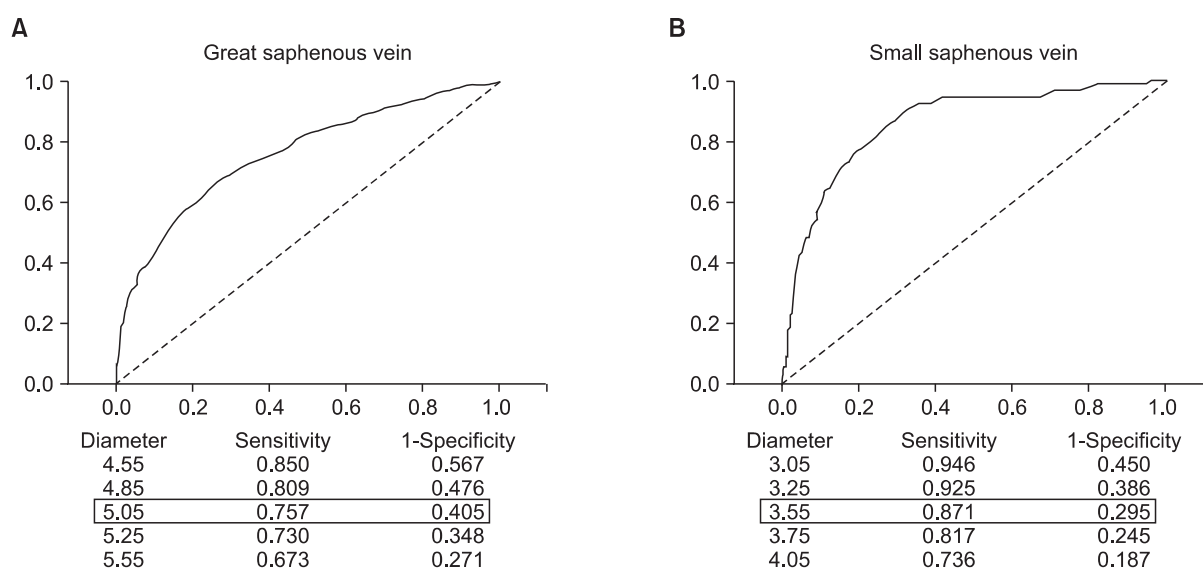 A
Great saphenous vein
1.0
0.8
0.6
0.4
0.2
0.0
0.0 0.2 0.4 0.6 0.8 1.0
Diameter Sensitivity 1-Specificity
4.55 0.850 0.567
4.85 0.809 0.476
5.05 0.757 0.405
5.25 0.730 0.348
5.55 0.673 0.271
B
Small saphenous vein
1.0
0.8
0.6
0.4
0.2
0.0
0.0 0.2 0.4 0.6 0.8 1.0
Diameter Sensitivity 1-Specificity
3.05 0.946 0.450
3.25 0.925 0.386
3.55 0.871 0.295
3.75 0.817 0.245
4.05 0.736 0.187